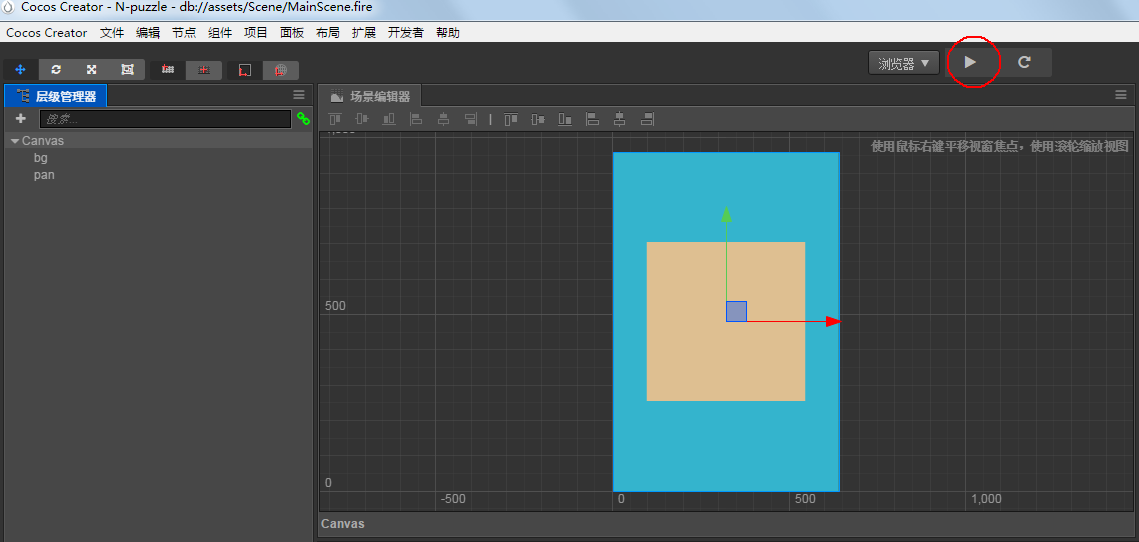 Cocos Creator - N-puzzle - db://assets/Scene/MainScene.fire
Cocos Creator 文件 编辑 节点 组件 项目 面板 布局 扩展 开发者 帮助
浏览器
层级管理器
场景编辑器
搜索...
Canvas
bg
pan
使用鼠标右键平移视窗焦点，使用滚轮缩放视图
500
0
-500 0 500 1,000
Canvas